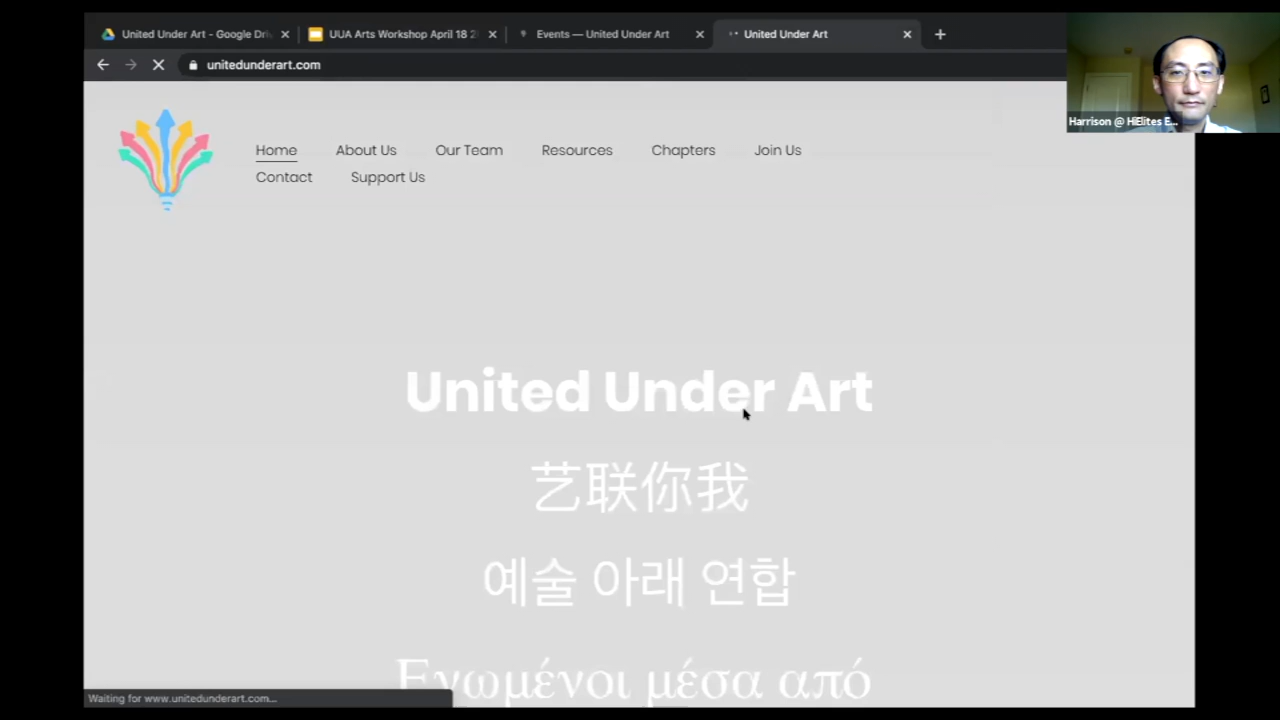 United Under Art - Google Dri
UUA Arts Workshop April 18 2
Events — United Under Art
United Under Art
unitedunderart.com
Harrison @ HiElites E...
Home About Us Our Team Resources Chapters Join Us
Contact Support Us
United Under Art
艺联你我
예술 아래 연합
Ενωμένοι μέσα από
Waiting for www.unitedunderart.com...